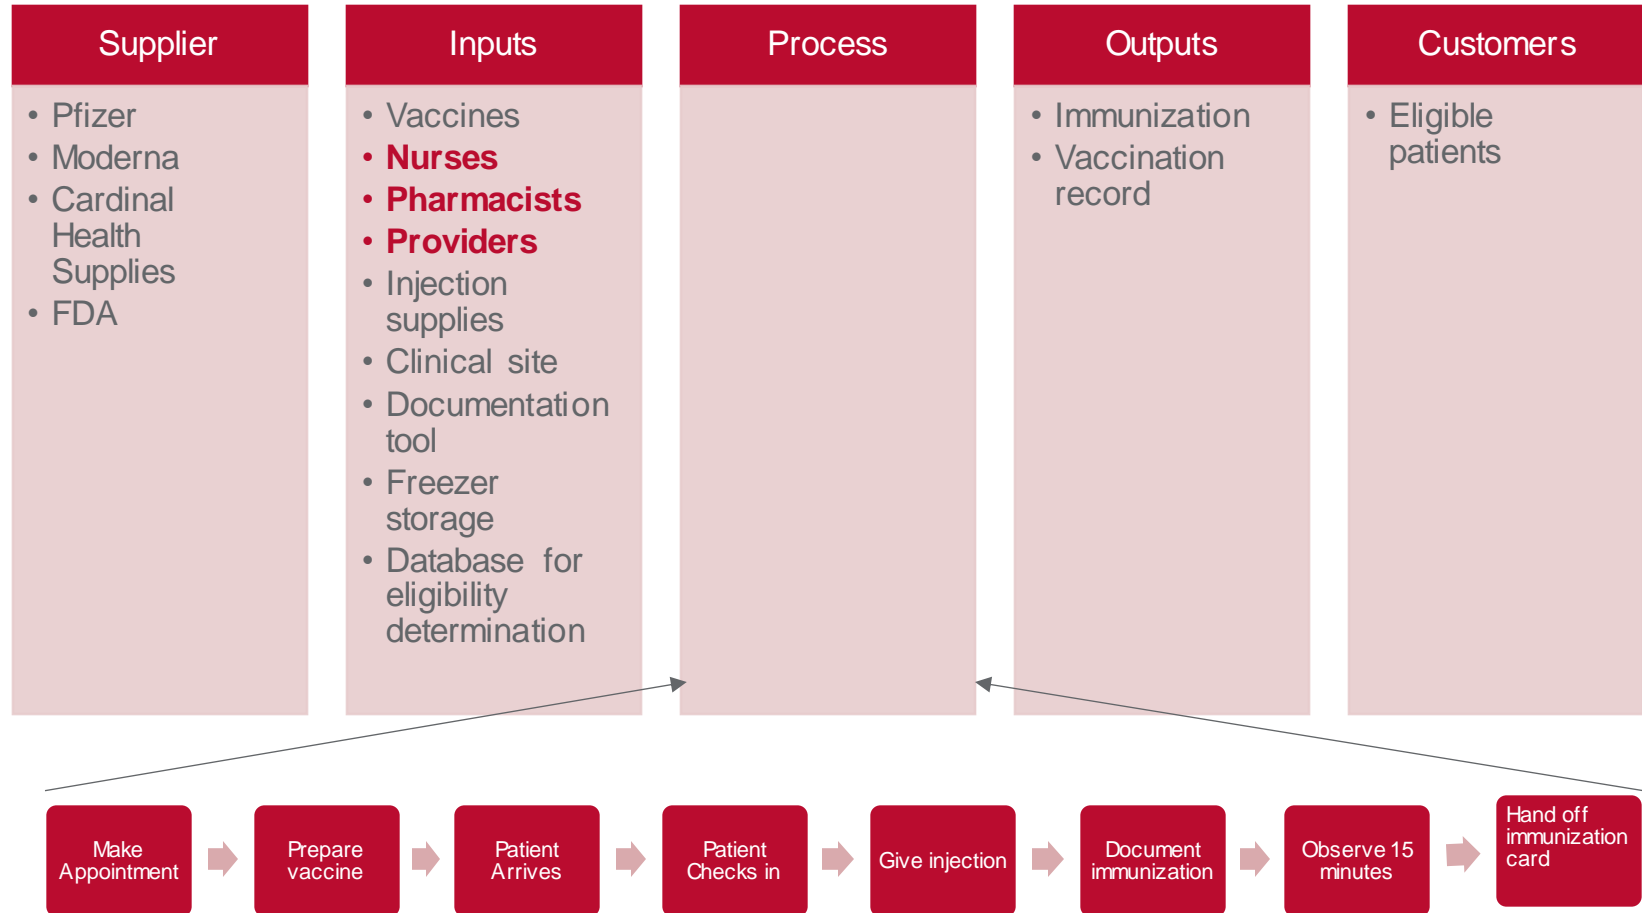 Supplier
• Pfizer
• Moderna
• Cardinal
Health
Supplies
• FDA
Inputs
• Vaccines
• Nurses
• Pharmacists
• Providers
• Injection
supplies
• Clinical site
• Documentation
tool
• Freezer
storage
• Database for
eligibility
determination
Process
Outputs
• Immunization
• Vaccination
record
Customers
• Eligible
patients
Make
Appointment
Prepare
vaccine
Patient
Arrives
Patient
Checks in
Give injection
Document
immunization
Observe 15
minutes
Hand off
immunization
card